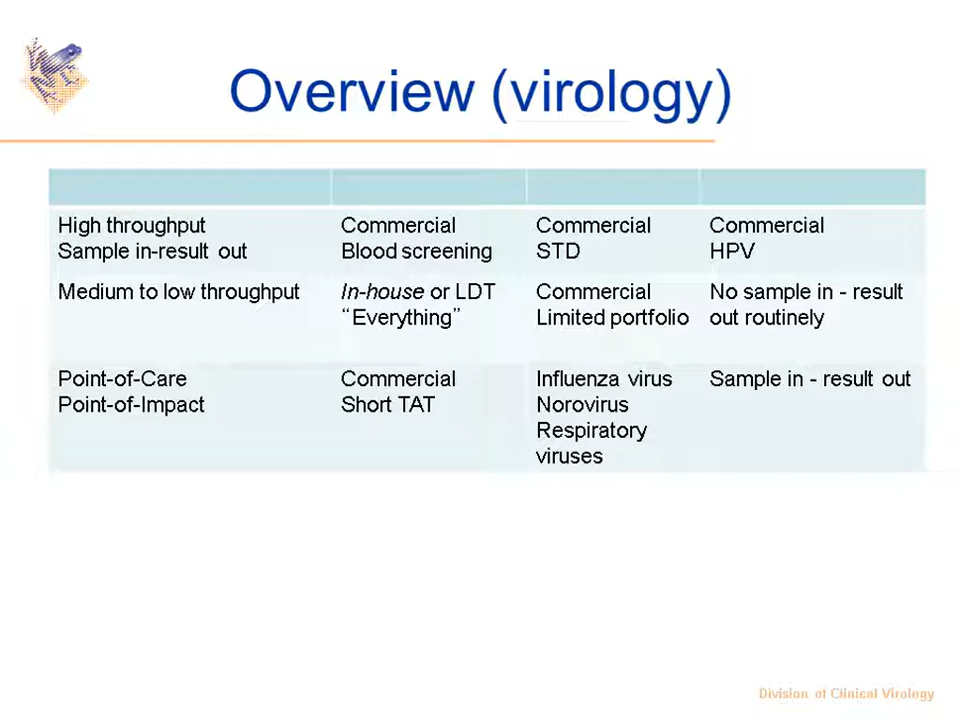 Overview (virology)
High throughput
Sample in-result out
Commercial
Blood screening
Commercial
STD
Commercial
HPV
Medium to low throughput
In-house or LDT
“Everything”
Commercial
Limited portfolio
No sample in - result
out routinely
Point-of-Care
Point-of-Impact
Commercial
Short TAT
Influenza virus
Norovirus
Respiratory
viruses
Sample in - result out
Division of Clinical Virology